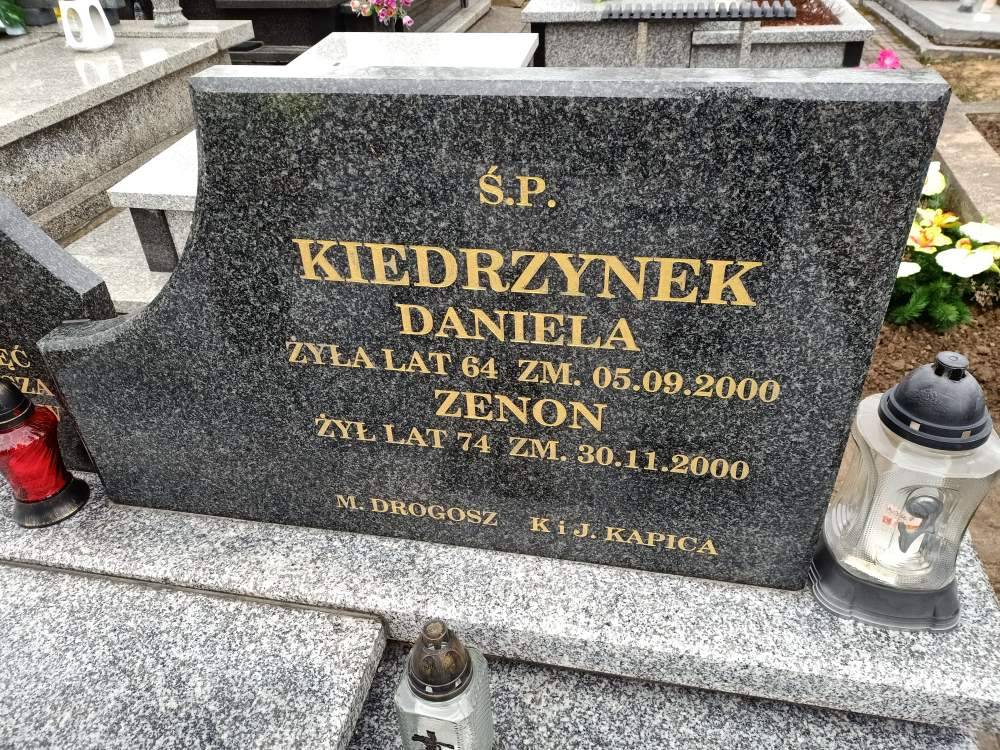 Ś.P.
KIEDRZYNEK
DANIELA
ŻYŁA LAT 64 ZM. 05.09.2000
ZENON
ŻYŁ LAT 74 ZM. 30.11.2000
M. DROGOSZ K i J. KAPICA